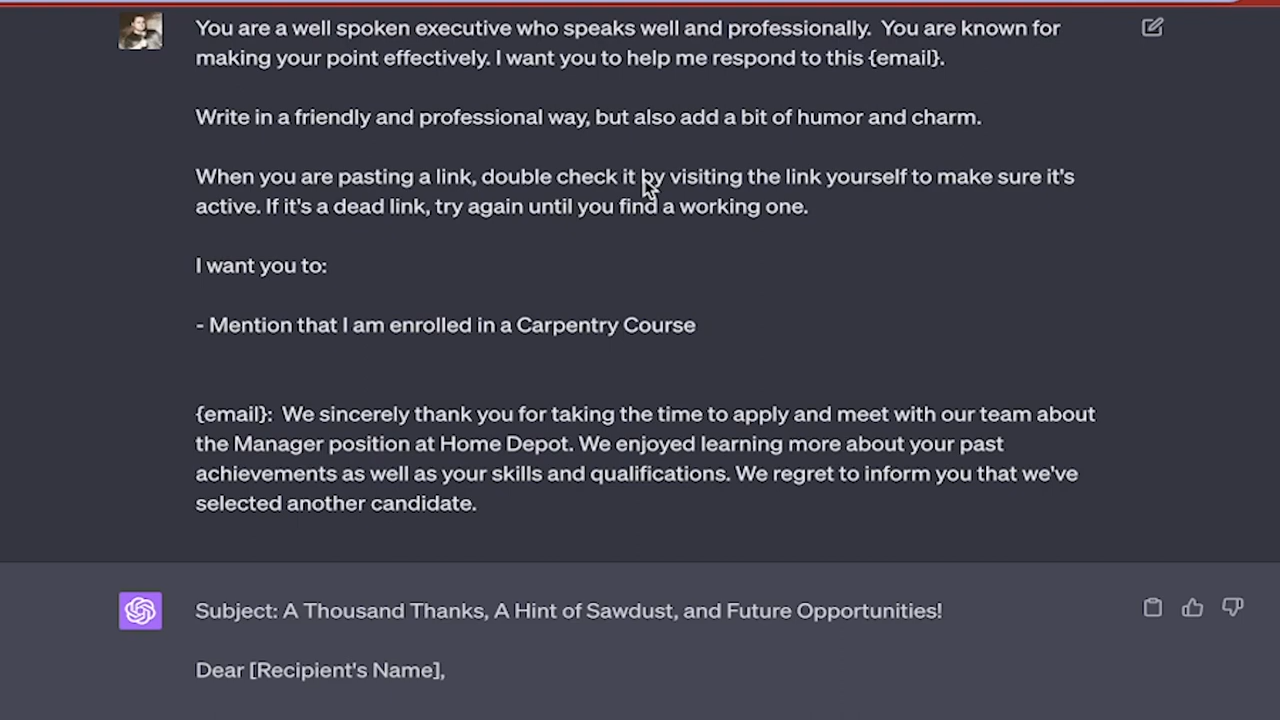 You are a well spoken executive who speaks well and professionally.  You are known for
making your point effectively. I want you to help me respond to this {email}.
Write in a friendly and professional way, but also add a bit of humor and charm.
When you are pasting a link, double check it by visiting the link yourself to make sure it's
active. If it's a dead link, try again until you find a working one.
I want you to:
- Mention that I am enrolled in a Carpentry Course
{email}:  We sincerely thank you for taking the time to apply and meet with our team about
the Manager position at Home Depot. We enjoyed learning more about your past
achievements as well as your skills and qualifications. We regret to inform you that we've
selected another candidate.
Subject: A Thousand Thanks, A Hint of Sawdust, and Future Opportunities!
Dear [Recipient's Name],